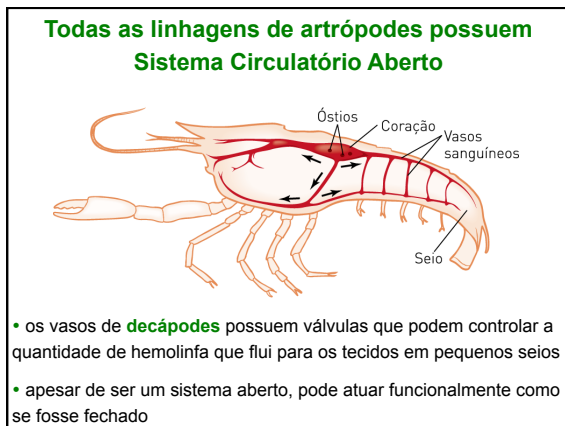 Todas as linhagens de artrópodes possuem
Sistema Circulatório Aberto
Óstios
Coração
Vasos
sanguíneos
Seio
• os vasos de decápodes possuem válvulas que podem controlar a
quantidade de hemolinfa que flui para os tecidos em pequenos seios
• apesar de ser um sistema aberto, pode atuar funcionalmente como
se fosse fechado